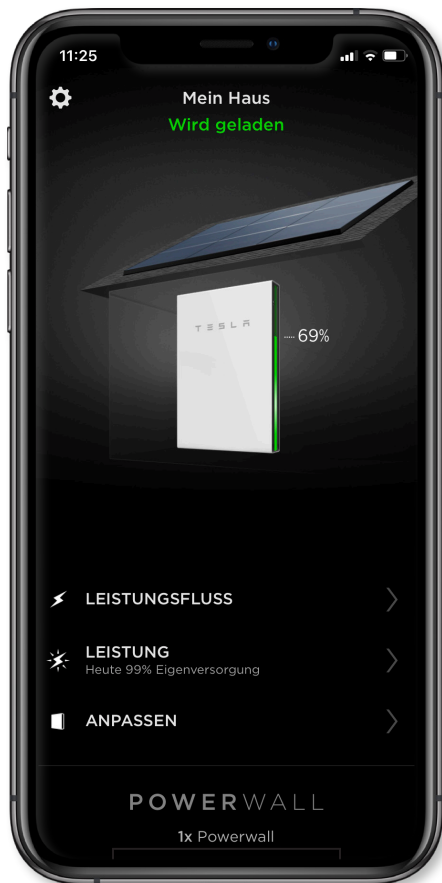 11:25
Mein Haus
Wird geladen
TESLA
69%
LEISTUNGSFLUSS
LEISTUNG
Heute 99% Eigenversorgung
ANPASSEN
POWERWALL
1x Powerwall